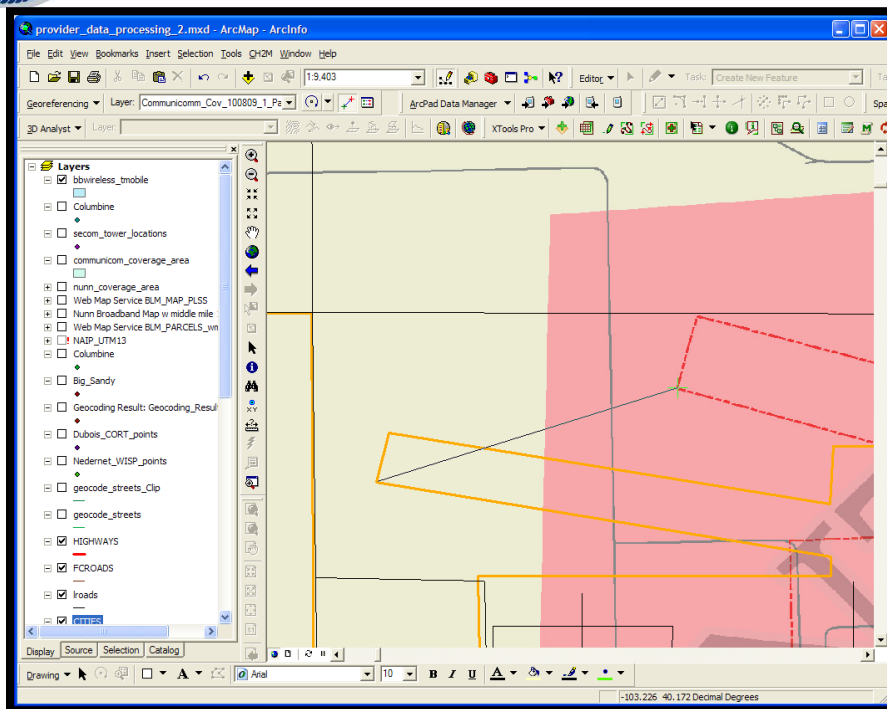 provider_data_processing_2.mxd - ArcMap - ArcInfo
File Edit View Bookmarks Insert Selection Tools CH2M Window Help
1:9,403 Editor Task: Create New Feature Ta
Georeferencing Layer: Communicomm_Cov_100809_1_Pa ArcPad Data Manager Spa
3D Analyst Layer: XTools Pro
Layers
bbwireless_tmobile
Columbine
secom_tower_locations
communicom_coverage_area
nunn_coverage_area
Web Map Service BLM_MAP_PLSS
Nunn Broadband Map w middle mile
Web Map Service BLM_PARCELS_wm
NAIP_UTM13
Columbine
Big_Sandy
Geocoding Result: Geocoding_Resul
Dubois_CORT_points
Nedernet_WISP_points
geocode_streets_Clip
geocode_streets
HIGHWAYS
FCROADS
lroads
CITIES
Display Source Selection Catalog
Drawing A Arial 10 B I U A
-103.226 40.172 Decimal Degrees